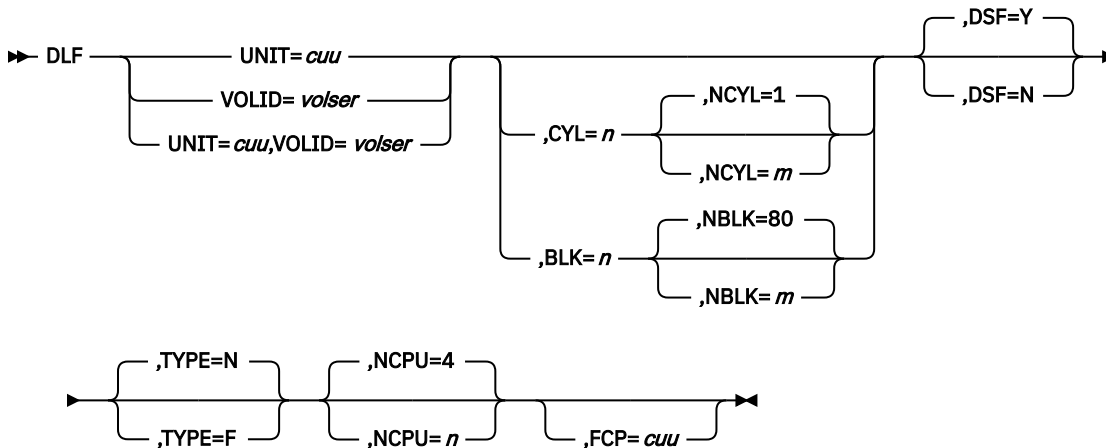 DLF
UNIT= cuu
VOLID= volser
UNIT= cuu,VOLID= volser
,CYL= n
,NCYL=1
,NCYL= m
,BLK= n
,NBLK=80
,NBLK= m
,DSF=Y
,DSF=N
,TYPE=N
,TYPE=F
,NCPU=4
,NCPU= n
,FCP= cuu